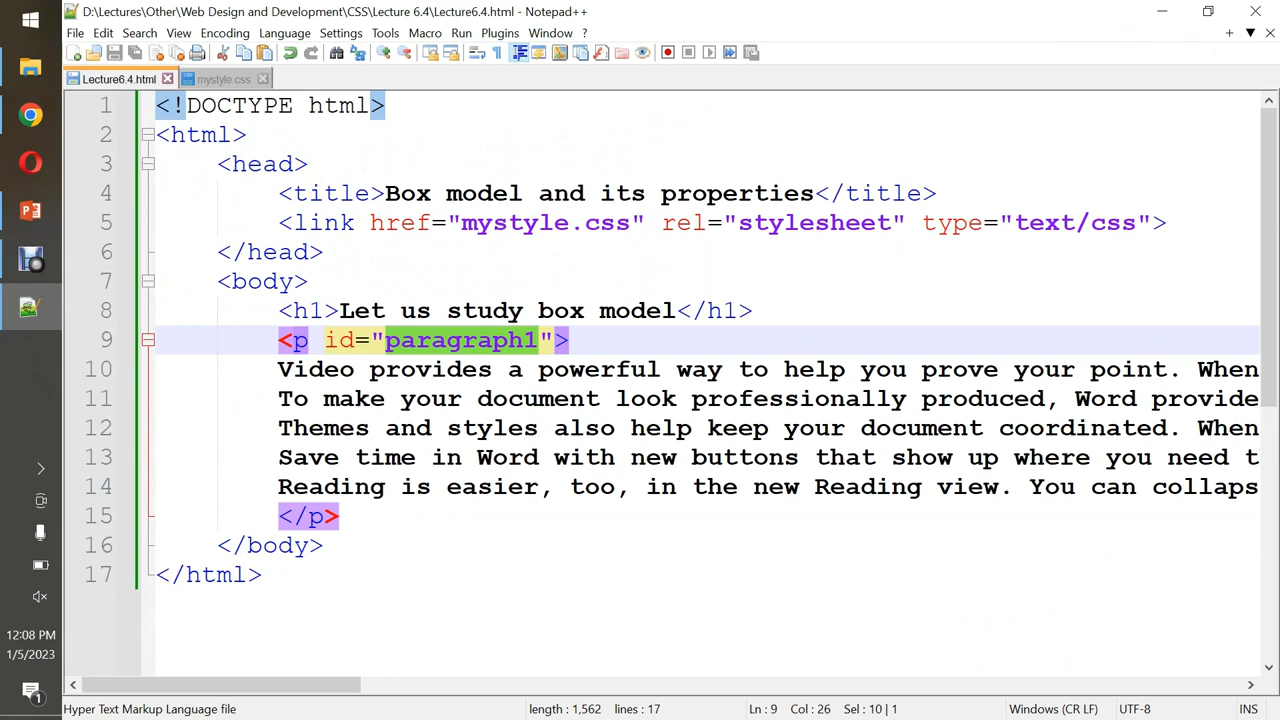 D:\Lectures\Other\Web Design and Development\CSS\Lecture 6.4\Lecture6.4.html - Notepad++
File Edit Search View Encoding Language Settings Tools Macro Run Plugins Window ?
Lecture6.4.html mystyle.css
1 <!DOCTYPE html>
2 <html>
3 <head>
4 <title>Box model and its properties</title>
5 <link href="mystyle.css" rel="stylesheet" type="text/css">
6 </head>
7 <body>
8 <h1>Let us study box model</h1>
9 <p id="paragraph1">
10 Video provides a powerful way to help you prove your point. When
11 To make your document look professionally produced, Word provide
12 Themes and styles also help keep your document coordinated. When
13 Save time in Word with new buttons that show up where you need t
14 Reading is easier, too, in the new Reading view. You can collaps
15 </p>
16 </body>
17 </html>
12:08 PM
1/5/2023
1
Hyper Text Markup Language file length : 1,562 lines : 17 Ln : 9 Col : 26 Sel : 10 | 1 Windows (CR LF) UTF-8 INS